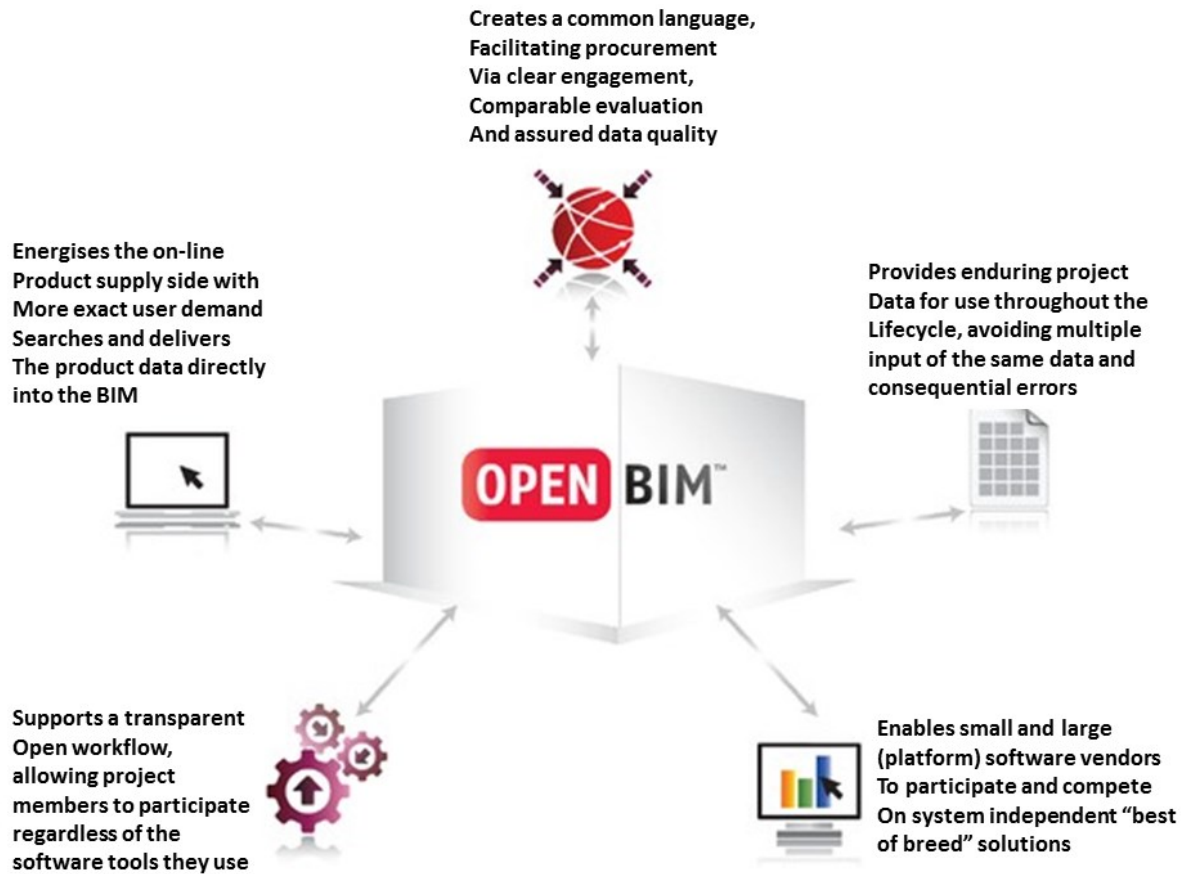 Creates a common language,
Facilitating procurement
Via clear engagement,
Comparable evaluation
And assured data quality
Energises the on-line
Product supply side with
More exact user demand
Searches and delivers
The product data directly
into the BIM
Provides enduring project
Data for use throughout the
Lifecycle, avoiding multiple
input of the same data and
consequential errors
OPEN BIM™
Supports a transparent
Open workflow,
allowing project
members to participate
regardless of the
software tools they use
Enables small and large
(platform) software vendors
To participate and compete
On system independent “best
of breed” solutions